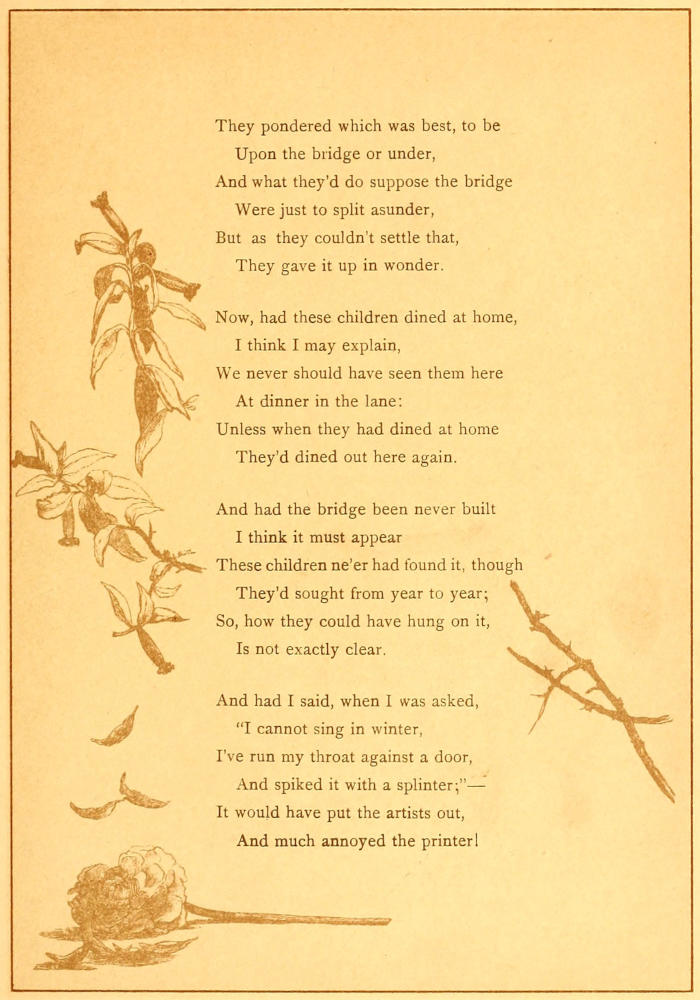 They pondered which was best, to be
Upon the bridge or under,
And what they'd do suppose the bridge
Were just to split asunder,
But as they couldn't settle that,
They gave it up in wonder.
Now, had these children dined at home,
I think I may explain,
We never should have seen them here
At dinner in the lane:
Unless when they had dined at home
They'd dined out here again.
And had the bridge been never built
I think it must appear
These children ne'er had found it, though
They'd sought from year to year;
So, how they could have hung on it,
Is not exactly clear.
And had I said, when I was asked,
“I cannot sing in winter,
I've run my throat against a door,
And spiked it with a splinter;”—
It would have put the artists out,
And much annoyed the printer!